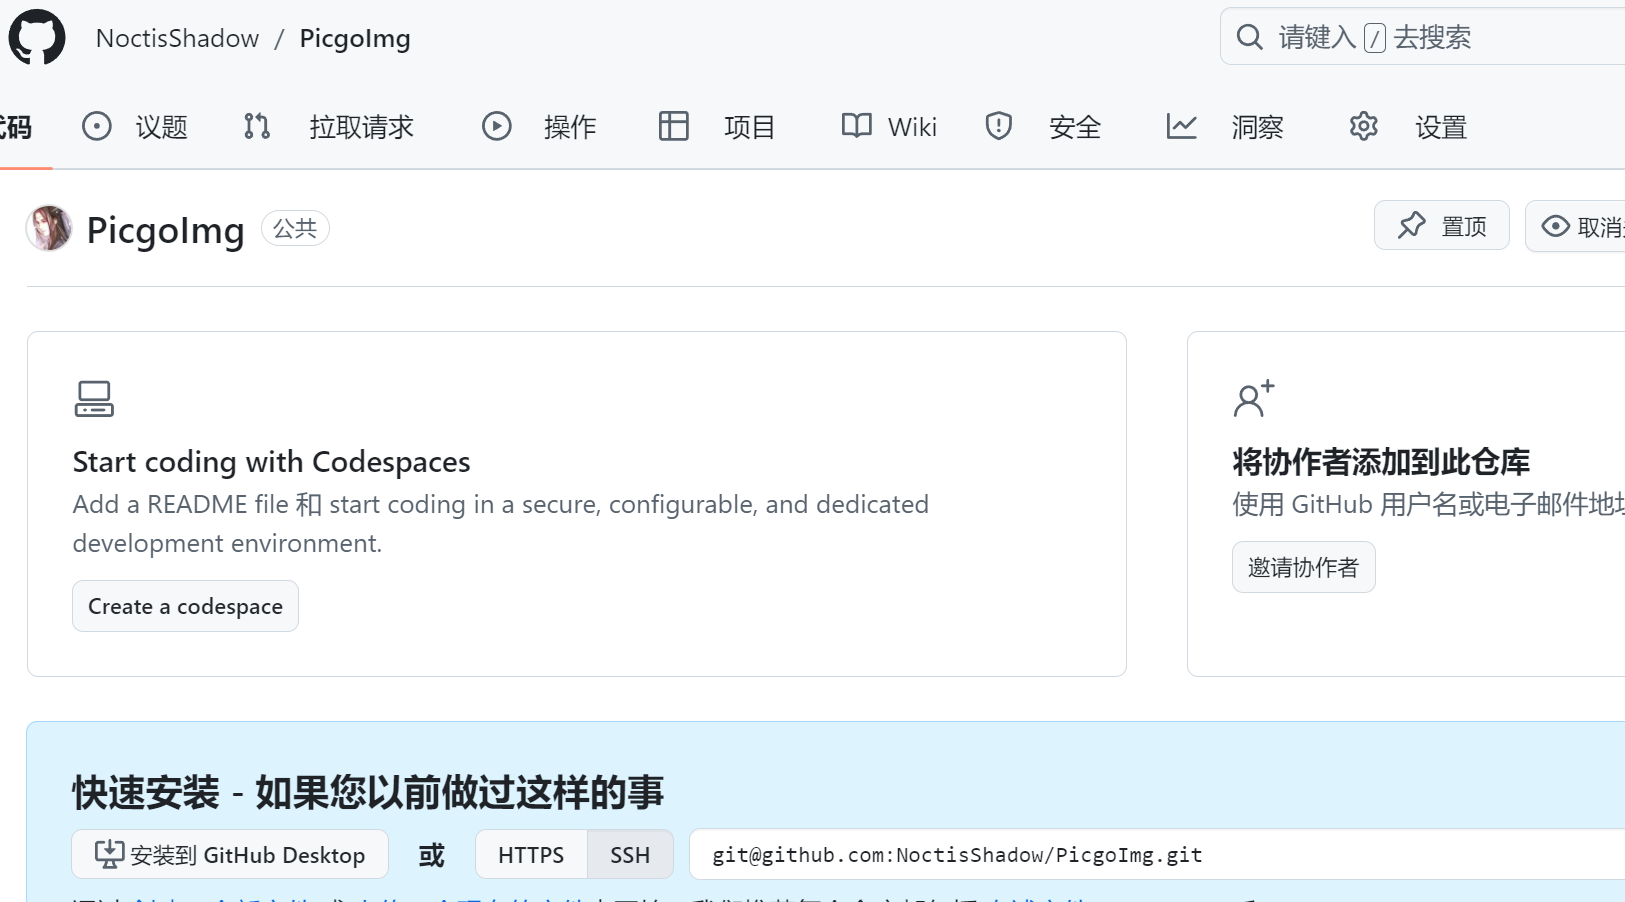 NoctisShadow / PicgoImg
请键入 / 去搜索
代码 议题 拉取请求 操作 项目 Wiki 安全 洞察 设置
PicgoImg 公共
置顶
取消
Start coding with Codespaces
Add a README file 和 start coding in a secure, configurable, and dedicated
development environment.
Create a codespace
将协作者添加到此仓库
使用 GitHub 用户名或电子邮件地
邀请协作者
快速安装 - 如果您以前做过这样的事
安装到 GitHub Desktop 或 HTTPS SSH git@github.com:NoctisShadow/PicgoImg.git